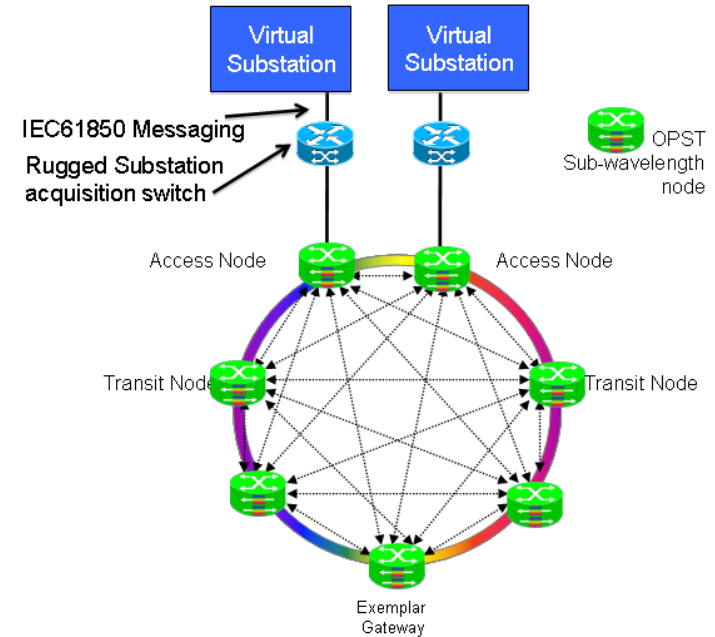 Virtual
Substation
Virtual
Substation
IEC61850 Messaging
Rugged Substation
acquisition switch
OPST
Sub-wavelength
node
Access Node
Access Node
Transit Node
Transit Node
Exemplar
Gateway